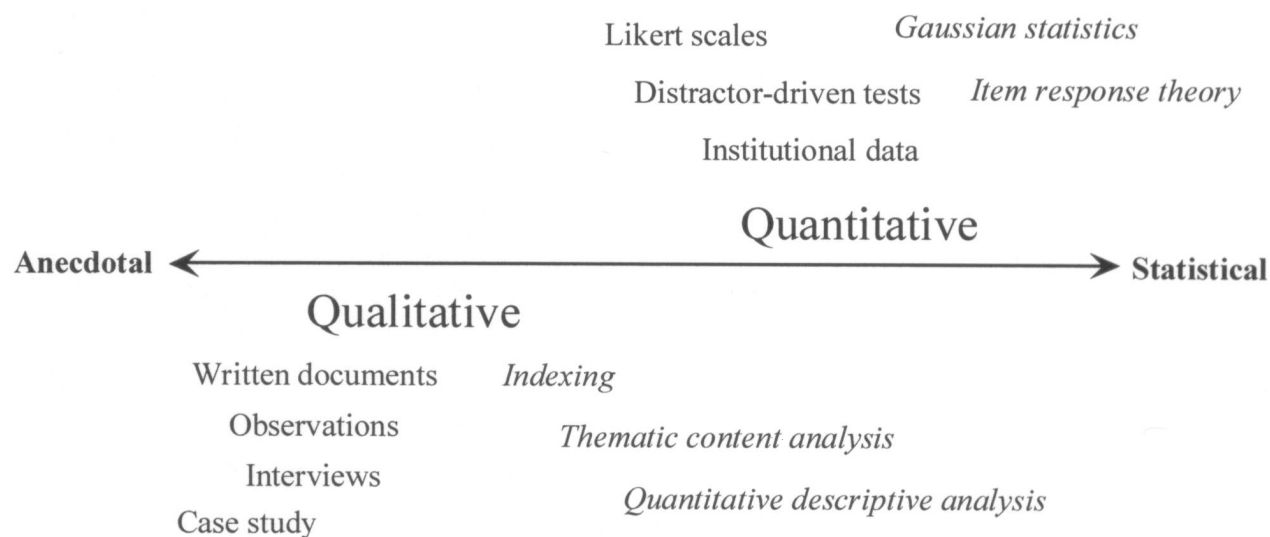 Likert scales Gaussian statistics
Distractor-driven tests Item response theory
Institutional data
Quantitative
Anecdotal Statistical
Qualitative
Written documents Indexing
Observations
Thematic content analysis
Interviews
Quantitative descriptive analysis
Case study